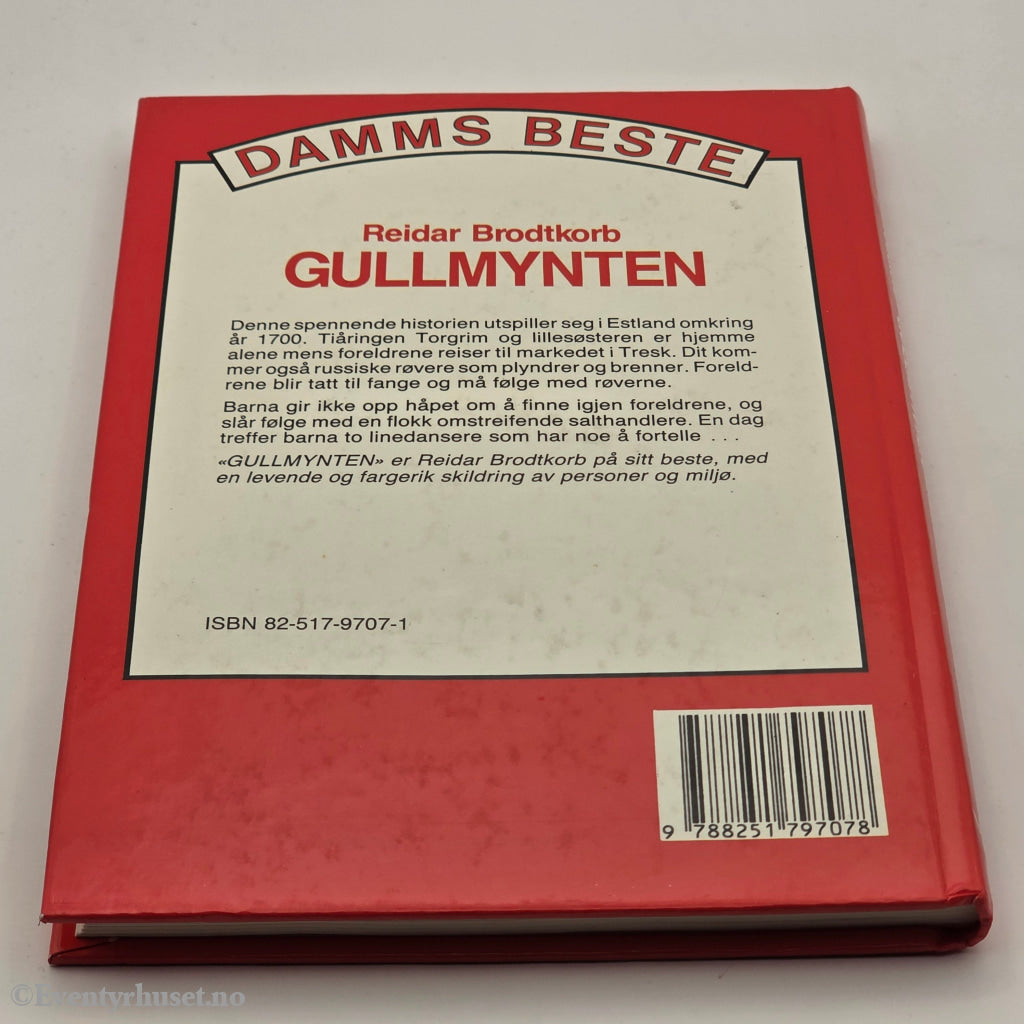 DAMMS BESTE
Reidar Brodtkorb
GULLMYNTEN
Denne spennende historien utspiller seg i Estland omkring
år 1700. Tiåringen Torgrim og lillesøsteren er hjemme
alene mens foreldrene reiser til markedet i Tresk. Dit kom-
mer også russiske røvere som plyndrer og brenner. Foreld-
rene blir tatt til fange og må følge med røverne.
Barna gir ikke opp håpet om å finne igjen foreldrene, og
slår følge med en flokk omstreifende salthandlere. En dag
treffer barna to linedansere som har noe å fortelle . . .
«GULLMYNTEN» er Reidar Brodtkorb på sitt beste, med
en levende og fargerik skildring av personer og miljø.
ISBN 82-517-9707-1
9 788251 797078
©Eventyrhuset.no